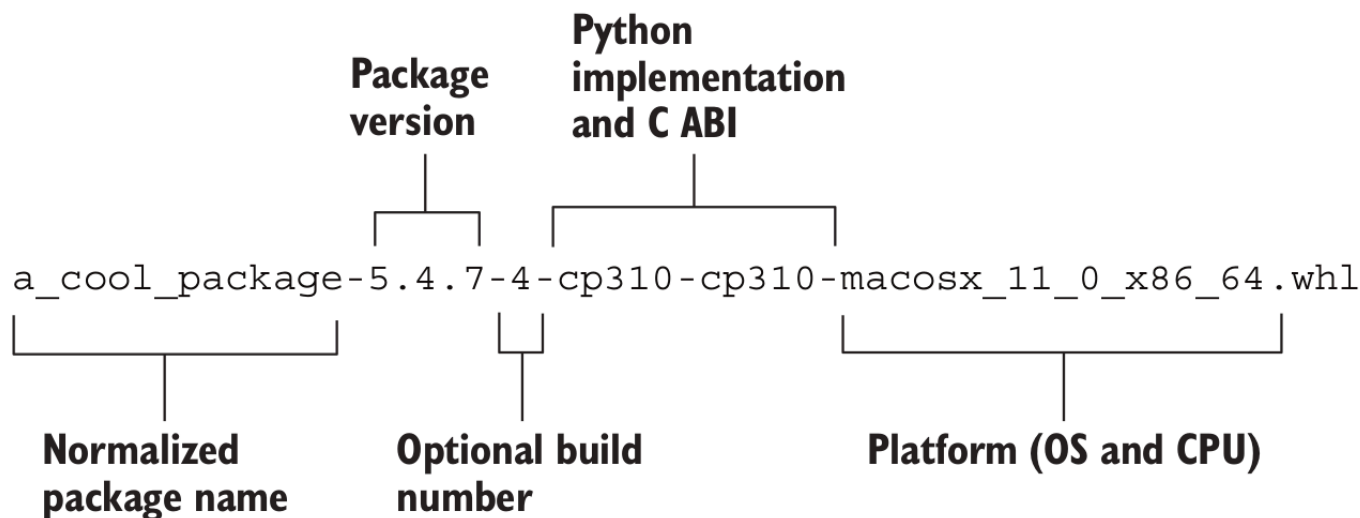 Python
implementation
and C ABI
Package
version
a_cool_package-5.4.7-4-cp310-cp310-macosx_11_0_x86_64.whl
Normalized
package name
Optional build
number
Platform (OS and CPU)